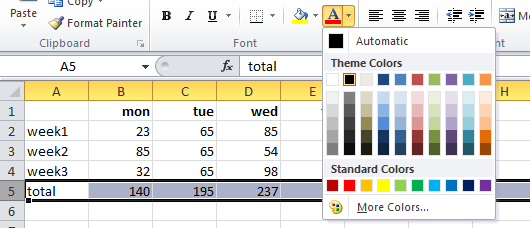 Paste
Copy
Format Painter
Clipboard
B I U A
Font
Automatic
Theme Colors
Standard Colors
More Colors...
A5 fx total
A B C D E H
1 mon tue wed
2 week1 23 65 85
3 week2 85 65 54
4 week3 32 65 98
5 total 140 195 237
6
7